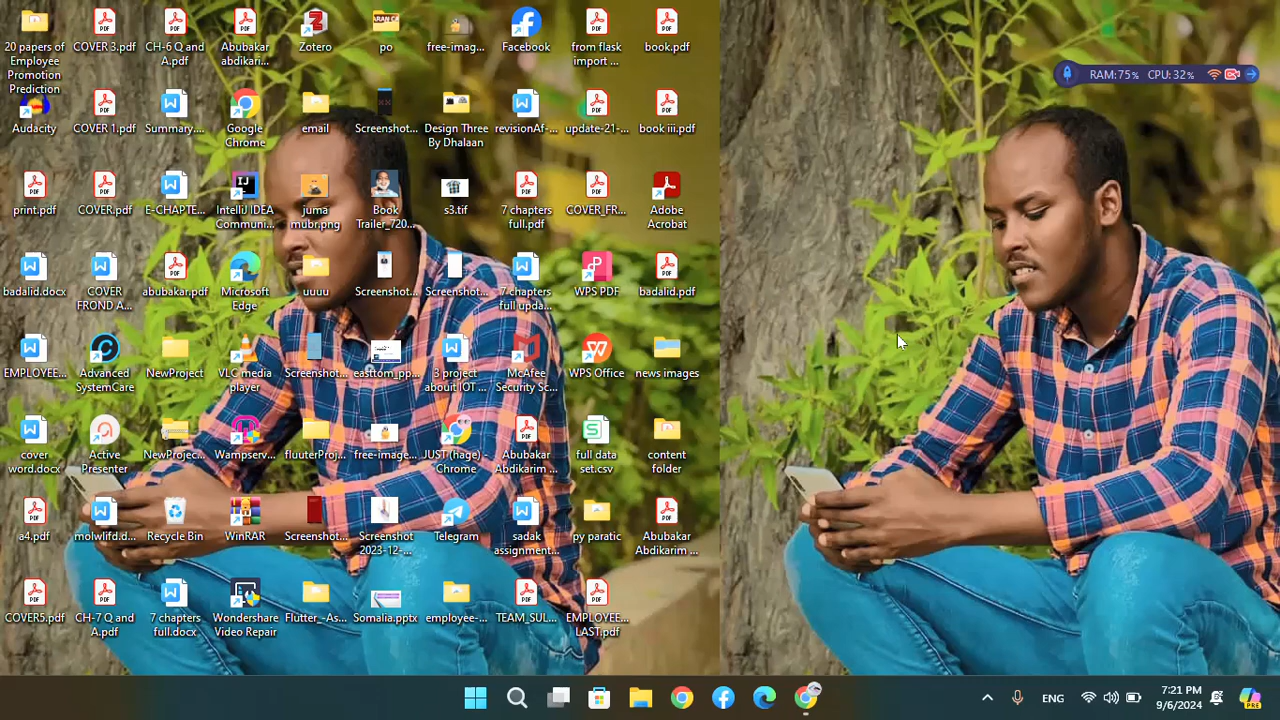 20 papers of
Employee
Promotion
Prediction
COVER 3.pdf
CH-6 Q and
A.pdf
Abubakar
abdikari...
Zotero
po
free-imag...
Facebook
from flask
import ...
book.pdf
RAM:75%
CPU:32%
Audacity
COVER 1.pdf
Summary....
Google
Chrome
email
Screenshot...
Design Three
By Dhalaan
revisionAf-...
update-21-...
book iii.pdf
print.pdf
COVER.pdf
E-CHAPTE...
IntelliJ IDEA
Communi...
juma
mubr.png
Book
Trailer_720...
s3.tif
7 chapters
full.pdf
COVER_FR...
Adobe
Acrobat
badalid.docx
COVER
FROND A...
abubakar.pdf
Microsoft
Edge
uuuu
Screenshot...
Screenshot...
7 chapters
full upda...
WPS PDF
badalid.pdf
EMPLOYEE...
Advanced
SystemCare
NewProject
VLC media
player
Screenshot...
easttom_pp...
3 project
abouit IOT ...
McAfee
Security Sc...
WPS Office
news images
cover
word.docx
Active
Presenter
NewProjec...
Wampserv...
fluuterProj...
free-image...
JUST (hage) -
Chrome
Abubakar
Abdikarim ...
full data
set.csv
content
folder
a4.pdf
molwlifd.d...
Recycle Bin
WinRAR
Screenshot...
Screenshot
2023-12-...
Telegram
sadak
assignment...
py paratic
Abubakar
Abdikarim ...
COVER5.pdf
CH-7 Q and
A.pdf
7 chapters
full.docx
Wondershare
Video Repair
Flutter_-As...
Somalia.pptx
employee-...
TEAM_SUL...
EMPLOYEE...
LAST.pdf
ENG
7:21 PM
9/6/2024
PRE